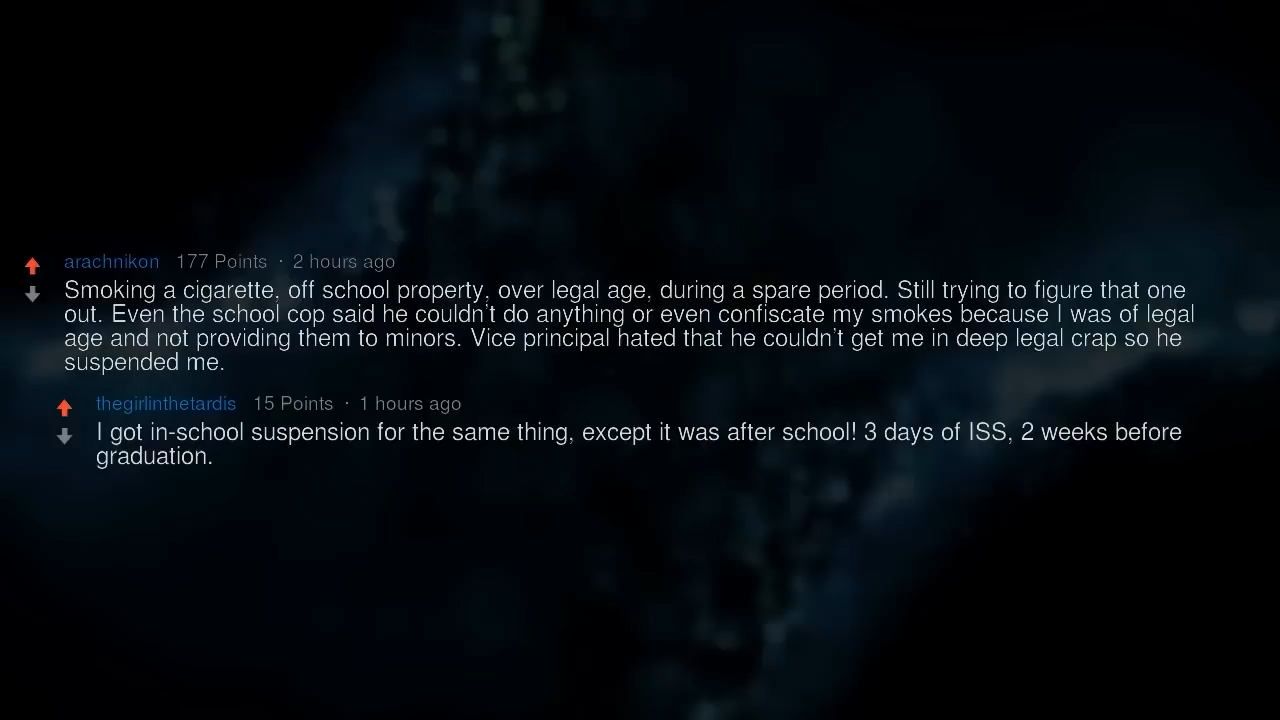 arachnikon 177 Points · 2 hours ago
Smoking a cigarette, off school property, over legal age, during a spare period. Still trying to figure that one
out. Even the school cop said he couldn't do anything or even confiscate my smokes because I was of legal
age and not providing them to minors. Vice principal hated that he couldn't get me in deep legal crap so he
suspended me.
thegirlinthetardis 15 Points · 1 hours ago
I got in-school suspension for the same thing, except it was after school! 3 days of ISS, 2 weeks before
graduation.